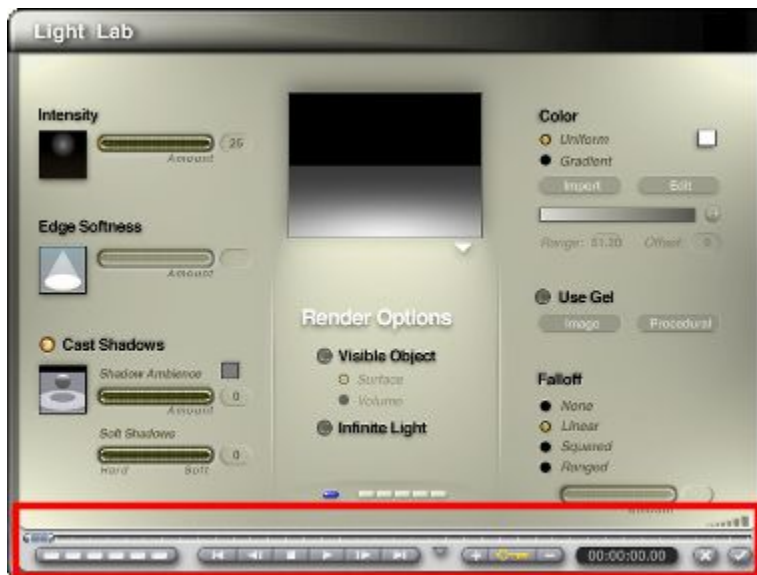 Light Lab
Intensity
25
Amount
Edge Softness
Amount
Cast Shadows
Shadow Ambience
0
Amount
Soft Shadows
0
Hard Soft
Render Options
Visible Object
Surface
Volume
Infinite Light
Color
Uniform
Gradient
Import Edit
Range: Offset: 0
Use Gel
Image Procedural
Falloff
None
Linear
Squared
Ranged
Amount
00:00:00.00